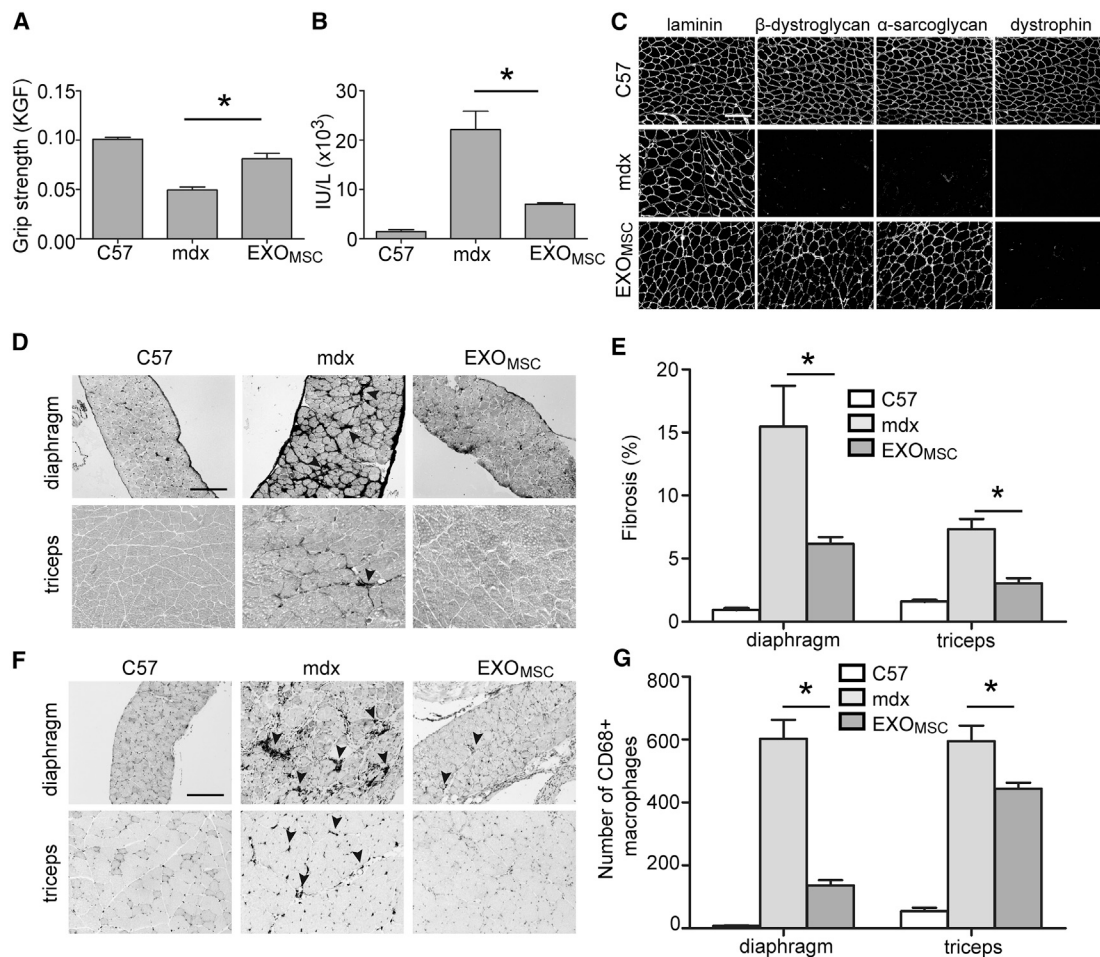 A
Grip strength (KGF)
0.15
0.10
0.05
0.00
*
C57 mdx EXOMSC
B
IU/L (x10³)
30
20
10
0
*
C57 mdx EXOMSC
C
laminin β-dystroglycan α-sarcoglycan dystrophin
C57
mdx
EXOMSC
D
C57 mdx EXOMSC
diaphragm
triceps
E
Fibrosis (%)
20
15
10
5
0
* *
C57
mdx
EXOMSC
diaphragm triceps
F
C57 mdx EXOMSC
diaphragm
triceps
G
Number of CD68+
macrophages
800
600
400
200
0
* *
C57
mdx
EXOMSC
diaphragm triceps